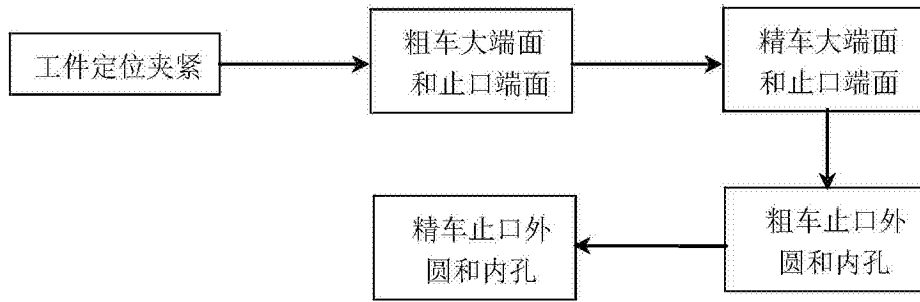 工件定位夹紧
粗车大端面
和止口端面
精车大端面
和止口端面
粗车止口外
圆和内孔
精车止口外
圆和内孔